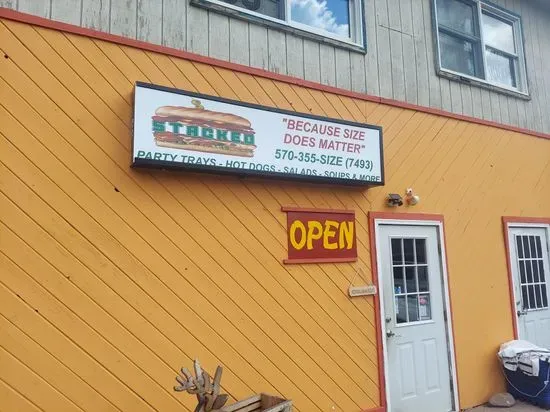 STACKED
"BECAUSE SIZE
DOES MATTER"
570-355-SIZE (7493)
PARTY TRAYS - HOT DOGS - SALADS - SOUPS & MORE
OPEN